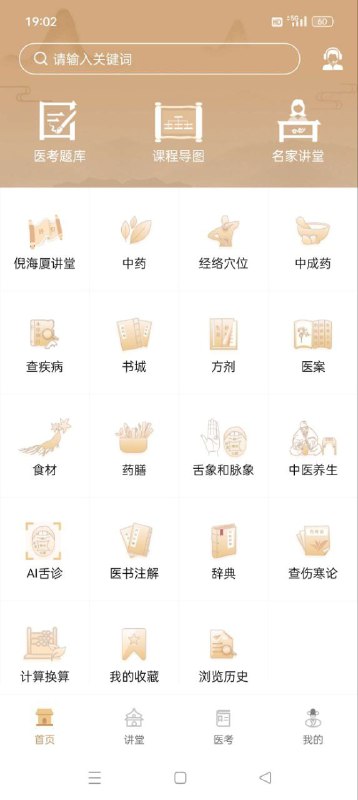 19:02
HD 5G 60
请输入关键词
医考题库 课程导图 名家讲堂
倪海厦讲堂 中药 经络穴位 中成药
查疾病 书城 方剂 医案
食材 药膳 舌象和脉象 中医养生
AI舌诊 医书注解 辞典 查伤寒论
计算换算 我的收藏 浏览历史
首页 讲堂 医考 我的